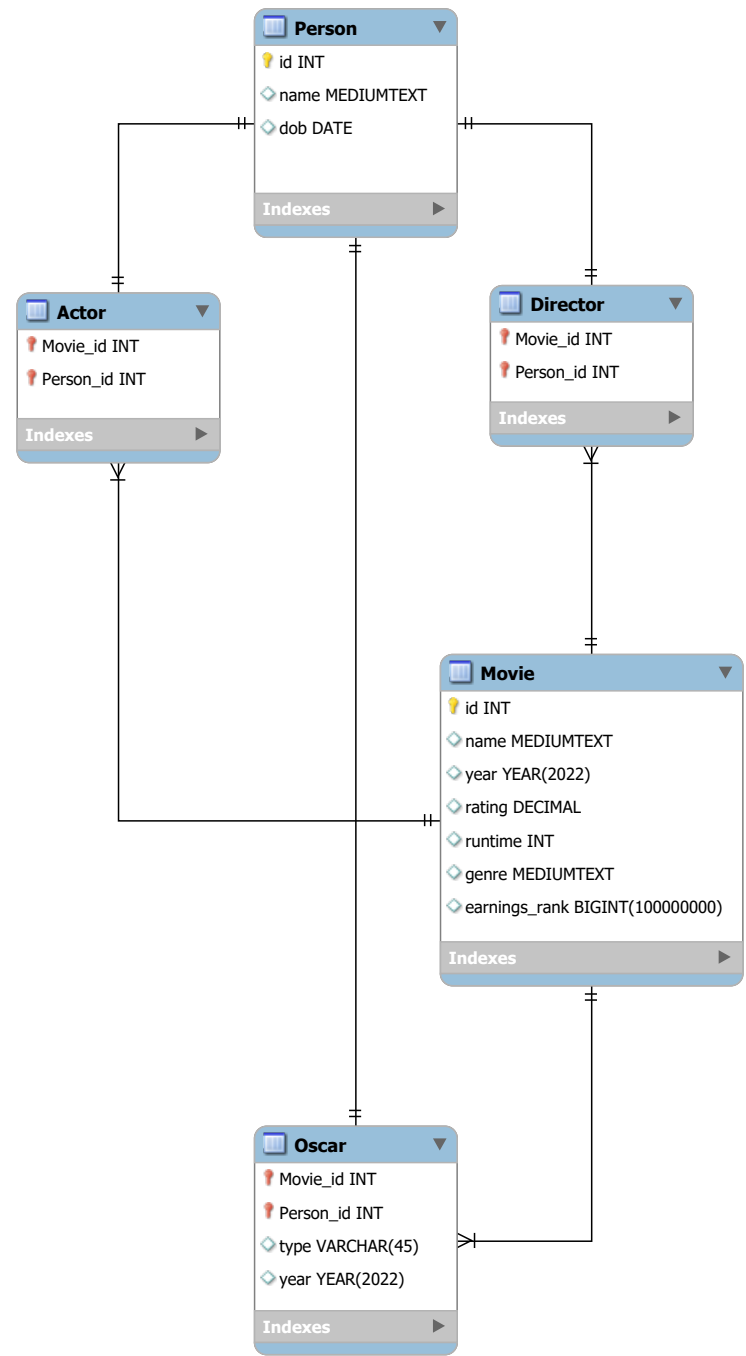 Person
id INT
name MEDIUMTEXT
dob DATE
Indexes
Actor
Movie_id INT
Person_id INT
Indexes
Director
Movie_id INT
Person_id INT
Indexes
Movie
id INT
name MEDIUMTEXT
year YEAR(2022)
rating DECIMAL
runtime INT
genre MEDIUMTEXT
earnings_rank BIGINT(100000000)
Indexes
Oscar
Movie_id INT
Person_id INT
type VARCHAR(45)
year YEAR(2022)
Indexes